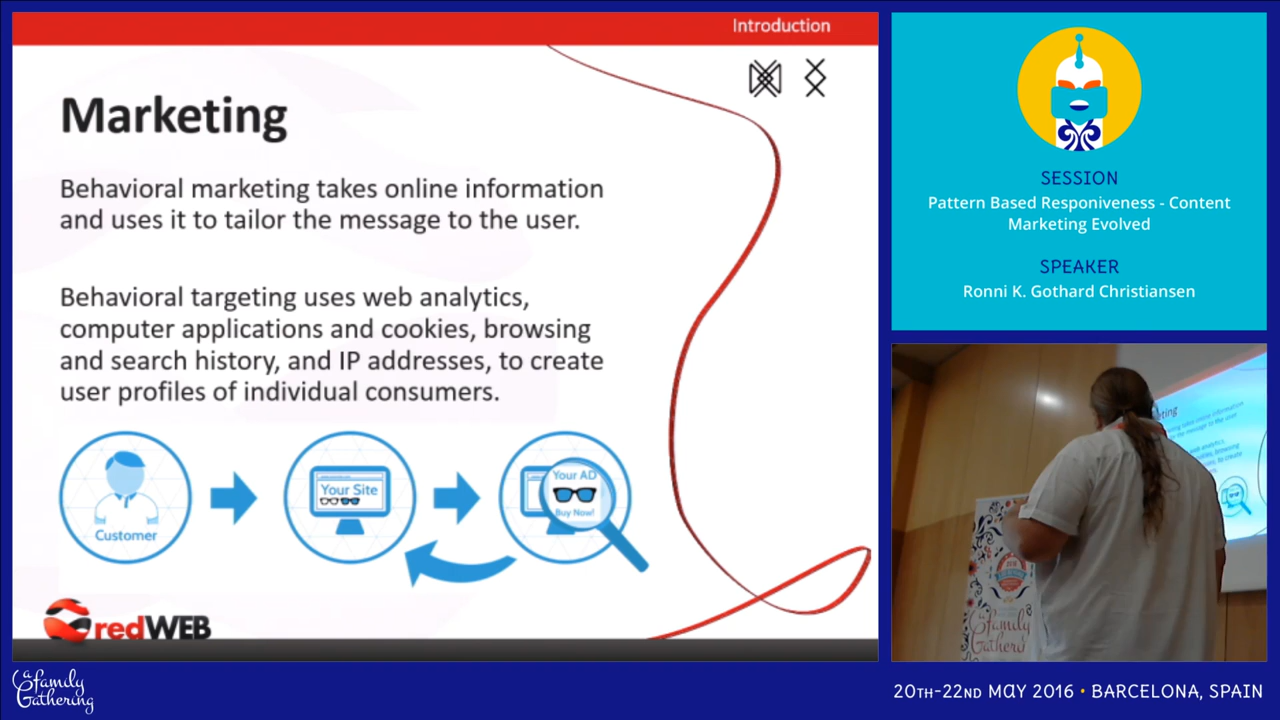 Introduction
Marketing
Behavioral marketing takes online information
and uses it to tailor the message to the user.
Behavioral targeting uses web analytics,
computer applications and cookies, browsing
and search history, and IP addresses, to create
user profiles of individual consumers.
Customer
Your Site
Your AD
Buy Now!
redWEB
SESSION
Pattern Based Responiveness - Content
Marketing Evolved
SPEAKER
Ronni K. Gothard Christiansen
a Family
Gathering
a Family
Gathering
20TH-22ND MAY 2016 • BARCELONA, SPAIN